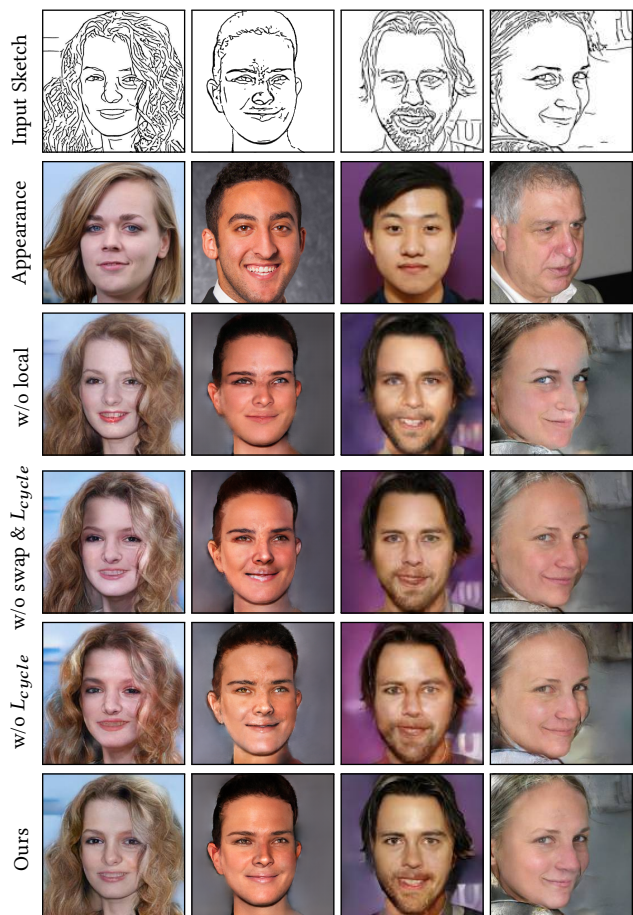 Input Sketch
Appearance
w/o local
w/o swap & L_cycle
w/o L_cycle
Ours